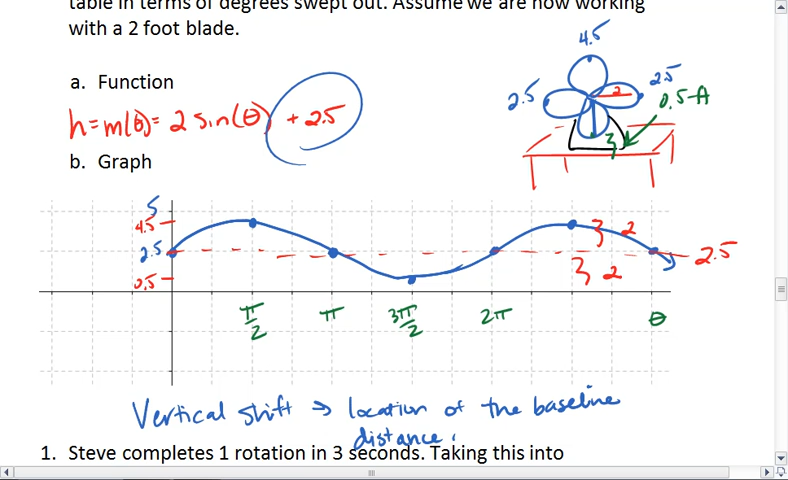 table in terms of degrees swept out. Assume we are now working
with a 2 foot blade.
4.5
a. Function
2.5
2.5
2
0.5 ft
h=m(θ)= 2 sin(θ) + 2.5
b. Graph
5
4.5
2.5
0.5
2
2
2.5
π/2
π
3π/2
2π
θ
Vertical shift → location of the baseline
distance.
1. Steve completes 1 rotation in 3 seconds. Taking this into